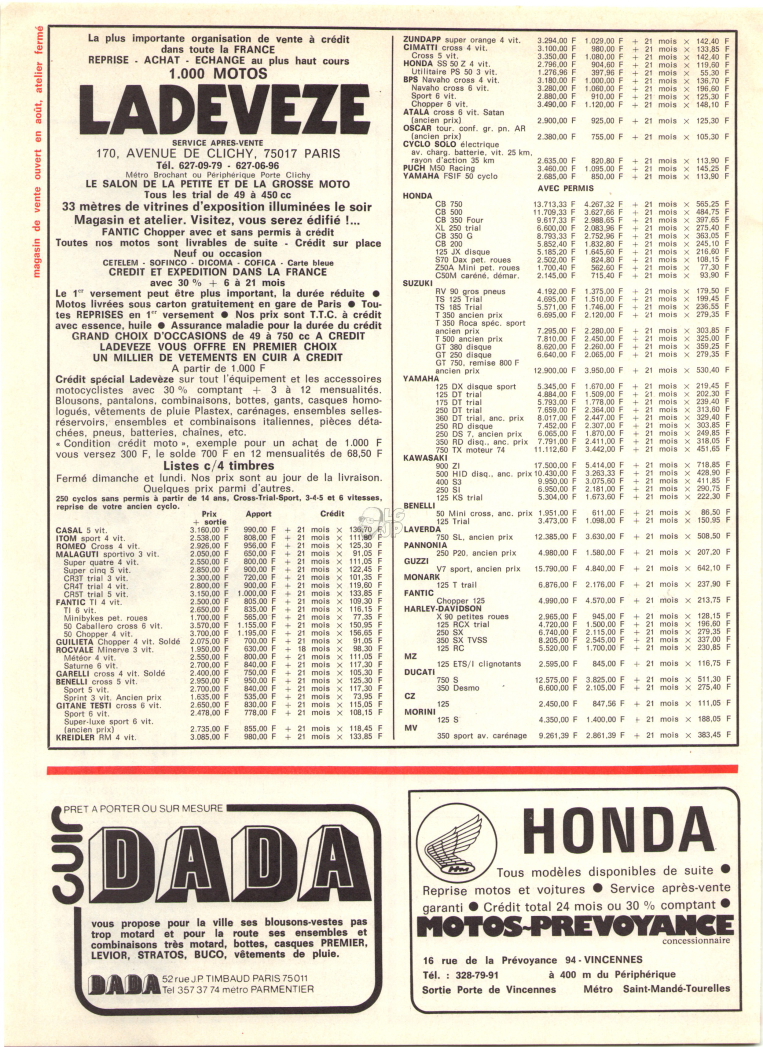 magasin de vente ouvert en août, atelier fermé
La plus importante organisation de vente à crédit
dans toute la FRANCE
REPRISE - ACHAT - ECHANGE au plus haut cours
1.000 MOTOS
LADEVEZE
SERVICE APRES-VENTE
170, AVENUE DE CLICHY, 75017 PARIS
Tél. 627-09-79 - 627-06-96
Métro Brochant ou Périphérique Porte Clichy
LE SALON DE LA PETITE ET DE LA GROSSE MOTO
Tous les trial de 49 à 450 cc
33 mètres de vitrines d'exposition illuminées le soir
Magasin et atelier. Visitez, vous serez édifié !...
FANTIC Chopper avec et sans permis à crédit
Toutes nos motos sont livrables de suite - Crédit sur place
Neuf ou occasion
CETELEM - SOFINCO - DICOMA - COFICA - Carte bleue
CREDIT ET EXPEDITION DANS LA FRANCE
avec 30 % + 6 à 21 mois
Le 1er versement peut être plus important, la durée réduite ●
Motos livrées sous carton gratuitement en gare de Paris ● Tou-
tes REPRISES en 1er versement ● Nos prix sont T.T.C. à crédit
avec essence, huile ● Assurance maladie pour la durée du crédit
GRAND CHOIX D'OCCASIONS de 49 à 750 cc A CREDIT
LADEVEZE VOUS OFFRE EN PREMIER CHOIX
UN MILLIER DE VETEMENTS EN CUIR A CREDIT
A partir de 1.000 F
Crédit spécial Ladevèze sur tout l'équipement et les accessoires
motocyclistes avec 30 % comptant + 3 à 12 mensualités.
Blousons, pantalons, combinaisons, bottes, gants, casques homo-
logués, vêtements de pluie Plastex, carénages, ensembles selles-
réservoirs, ensembles et combinaisons italiennes, pièces déta-
chées, pneus, batteries, chaînes, etc.
« Condition crédit moto », exemple pour un achat de 1.000 F
vous versez 300 F, le solde 700 F en 12 mensualités de 68,50 F
Listes c/4 timbres
Fermé dimanche et lundi. Nos prix sont au jour de la livraison.
Quelques prix parmi d'autres.
250 cyclos sans permis à partir de 14 ans, Cross-Trial-Sport, 3-4-5 et 6 vitesses,
reprise de votre ancien cyclo.
Prix Apport Crédit
+ sortie
CASAL 5 vit. 3.160,00 F 990,00 F + 21 mois × 136,70 F
ITOM sport 4 vit. 2.538,00 F 808,00 F + 21 mois × 111,80 F
ROMEO Cross 4 vit. 2.926,00 F 956,00 F + 21 mois × 125,30 F
MALAGUTI sportivo 3 vit. 2.050,00 F 650,00 F + 21 mois × 91,05 F
Super quatre 4 vit. 2.550,00 F 800,00 F + 21 mois × 111,05 F
Super cinq 5 vit. 2.850,00 F 900,00 F + 21 mois × 122,45 F
CR3T trial 3 vit. 2.300,00 F 720,00 F + 21 mois × 101,35 F
CR4T trial 4 vit. 2.800,00 F 900,00 F + 21 mois × 119,60 F
CR5T trial 5 vit. 3.150,00 F 1.000,00 F + 21 mois × 133,85 F
FANTIC TI 4 vit. 2.500,00 F 805,00 F + 21 mois × 109,30 F
TI 6 vit. 2.650,00 F 835,00 F + 21 mois × 116,15 F
Minibykes pet. roues 1.700,00 F 565,00 F + 21 mois × 77,35 F
50 Caballero cross 6 vit. 3.570,00 F 1.155,00 F + 21 mois × 150,95 F
50 Chopper 4 vit. 3.700,00 F 1.195,00 F + 21 mois × 156,65 F
GUILIETA Chopper 4 vit. Soldé 2.075,00 F 700,00 F + 21 mois × 91,05 F
ROCVALE Minerve 3 vit. 1.950,00 F 630,00 F + 18 mois × 98,30 F
Météor 4 vit. 2.550,00 F 800,00 F + 21 mois × 111,05 F
Saturne 6 vit. 2.700,00 F 840,00 F + 21 mois × 117,30 F
GARELLI cross 4 vit. Soldé 2.400,00 F 750,00 F + 21 mois × 105,30 F
BENELLI cross 5 vit. 2.950,00 F 950,00 F + 21 mois × 125,30 F
Sport 5 vit. 2.700,00 F 840,00 F + 21 mois × 117,30 F
Sprint 3 vit. Ancien prix 1.635,00 F 535,00 F + 21 mois × 73,95 F
GITANE TESTI cross 6 vit. 2.650,00 F 830,00 F + 21 mois × 115,05 F
Sport 6 vit. 2.478,00 F 778,00 F + 21 mois × 108,15 F
Super-luxe sport 6 vit.
(ancien prix) 2.735,00 F 855,00 F + 21 mois × 118,45 F
KREIDLER RM 4 vit. 3.085,00 F 980,00 F + 21 mois × 133,85 F
ZUNDAPP super orange 4 vit. 3.294,00 F 1.029,00 F + 21 mois × 142,40 F
CIMATTI cross 4 vit. 3.100,00 F 980,00 F + 21 mois × 133,85 F
Cross 5 vit. 3.350,00 F 1.080,00 F + 21 mois × 142,40 F
HONDA SS 50 Z 4 vit. 2.796,00 F 904,60 F + 21 mois × 119,60 F
Utilitaire PS 50 3 vit. 1.276,96 F 397,96 F + 21 mois × 55,30 F
BPS Navaho cross 4 vit. 3.180,00 F 1.000,00 F + 21 mois × 136,70 F
Navaho cross 6 vit. 3.280,00 F 1.060,00 F + 21 mois × 196,60 F
Sport 6 vit. 2.880,00 F 910,00 F + 21 mois × 125,30 F
Chopper 6 vit. 3.490,00 F 1.120,00 F + 21 mois × 148,10 F
ATALA cross 6 vit. Satan
(ancien prix) 2.900,00 F 925,00 F + 21 mois × 125,30 F
OSCAR tour. conf. gr. pn. AR
(ancien prix) 2.380,00 F 755,00 F + 21 mois × 105,30 F
CYCLO SOLO électrique
av. charg. batterie, vit. 25 km,
rayon d'action 35 km 2.635,00 F 820,80 F + 21 mois × 113,90 F
PUCH M50 Racing 3.460,00 F 1.095,00 F + 21 mois × 145,25 F
YAMAHA FSIF 50 cyclo 2.685,00 F 850,00 F + 21 mois × 113,90 F
AVEC PERMIS
HONDA
CB 750 13.713,33 F 4.267,32 F + 21 mois × 565,25 F
CB 500 11.709,33 F 3.627,66 F + 21 mois × 484,75 F
CB 350 Four 9.617,33 F 2.988,65 F + 21 mois × 397,65 F
XL 250 trial 6.600,00 F 2.083,96 F + 21 mois × 275,40 F
CB 350 G 8.793,33 F 2.752,96 F + 21 mois × 363,05 F
CB 200 5.852,40 F 1.832,80 F + 21 mois × 245,10 F
125 JX disque 5.185,20 F 1.645,60 F + 21 mois × 216,60 F
S70 Dax pet. roues 2.502,00 F 824,80 F + 21 mois × 108,15 F
Z50A Mini pet. roues 1.700,40 F 562,60 F + 21 mois × 77,30 F
C50M caréné, démar. 2.145,00 F 715,40 F + 21 mois × 93,90 F
SUZUKI
RV 90 gros pneus 4.192,00 F 1.375,00 F + 21 mois × 179,50 F
TS 125 Trial 4.695,00 F 1.510,00 F + 21 mois × 199,45 F
TS 185 Trial 5.571,00 F 1.746,00 F + 21 mois × 236,55 F
T 350 ancien prix 6.695,00 F 2.120,00 F + 21 mois × 279,35 F
T 350 Roca spéc. sport
ancien prix 7.295,00 F 2.280,00 F + 21 mois × 303,85 F
T 500 ancien prix 7.810,00 F 2.450,00 F + 21 mois × 325,00 F
GT 380 disque 8.620,00 F 2.260,00 F + 21 mois × 359,25 F
GT 250 disque 6.640,00 F 2.065,00 F + 21 mois × 279,35 F
GT 750, remise 800 F
ancien prix 12.900,00 F 3.950,00 F + 21 mois × 530,40 F
YAMAHA
125 DX disque sport 5.345,00 F 1.670,00 F + 21 mois × 219,45 F
125 DT trial 4.884,00 F 1.509,00 F + 21 mois × 202,30 F
175 DT trial 5.793,00 F 1.778,00 F + 21 mois × 239,40 F
250 DT trial 7.659,00 F 2.364,00 F + 21 mois × 313,60 F
360 DT trial, anc. prix 8.017,00 F 2.447,00 F + 21 mois × 329,40 F
250 RD disque 7.452,00 F 2.307,00 F + 21 mois × 303,85 F
250 DS 7, ancien prix 6.065,00 F 1.870,00 F + 21 mois × 249,85 F
350 RD disq., anc. prix 7.791,00 F 2.411,00 F + 21 mois × 318,05 F
750 TX moteur 74 11.112,60 F 3.442,00 F + 21 mois × 451,65 F
KAWASAKI
900 ZI 17.500,00 F 5.414,00 F + 21 mois × 718,85 F
500 HID disq., anc. prix 10.430,00 F 3.263,33 F + 21 mois × 428,90 F
400 S3 9.950,00 F 3.075,60 F + 21 mois × 411,85 F
250 SI 6.950,00 F 2.181,00 F + 21 mois × 290,75 F
125 KS trial 5.304,00 F 1.673,60 F + 21 mois × 222,30 F
BENELLI
50 Mini cross, anc. prix 1.951,00 F 611,00 F + 21 mois × 86,50 F
125 Trial 3.473,00 F 1.098,00 F + 21 mois × 150,95 F
LAVERDA
750 SL, ancien prix 12.385,00 F 3.630,00 F + 21 mois × 508,50 F
PANNONIA
250 P20, ancien prix 4.980,00 F 1.580,00 F + 21 mois × 207,20 F
GUZZI
V7 sport, ancien prix 15.790,00 F 4.840,00 F + 21 mois × 642,10 F
MONARK
125 T trail 6.876,00 F 2.176,00 F + 21 mois × 237,90 F
FANTIC
Chopper 125 4.990,00 F 4.570,00 F + 21 mois × 213,75 F
HARLEY-DAVIDSON
X 90 petites roues 2.965,00 F 945,00 F + 21 mois × 128,15 F
125 RCX trial 4.720,00 F 1.500,00 F + 21 mois × 196,60 F
250 SX 6.740,00 F 2.115,00 F + 21 mois × 279,35 F
350 SX TVSS 8.205,00 F 2.545,00 F + 21 mois × 337,00 F
125 RC 5.520,00 F 1.700,00 F + 21 mois × 230,85 F
MZ
125 ETS/I clignotants 2.595,00 F 845,00 F + 21 mois × 116,75 F
DUCATI
750 S 12.575,00 F 3.825,00 F + 21 mois × 511,30 F
350 Desmo 6.600,00 F 2.105,00 F + 21 mois × 275,40 F
CZ
125 2.450,00 F 847,56 F + 21 mois × 111,05 F
MORINI
125 S 4.350,00 F 1.400,00 F + 21 mois × 188,05 F
MV
350 sport av. carénage 9.261,39 F 2.861,39 F + 21 mois × 383,45 F
PRET A PORTER OU SUR MESURE
cuir
DADA
vous propose pour la ville ses blousons-vestes pas
trop motard et pour la route ses ensembles et
combinaisons très motard, bottes, casques PREMIER,
LEVIOR, STRATOS, BUCO, vêtements de pluie.
DADA
52 rue J.P TIMBAUD PARIS 75011
Tel 357 37 74 metro PARMENTIER
HONDA
Tous modèles disponibles de suite ●
Reprise motos et voitures ● Service après-vente
garanti ● Crédit total 24 mois ou 30 % comptant ●
MOTOS-PREVOYANCE
concessionnaire
16 rue de la Prévoyance 94 - VINCENNES
Tél. : 328-79-91 à 400 m du Périphérique
Sortie Porte de Vincennes Métro Saint-Mandé-Tourelles